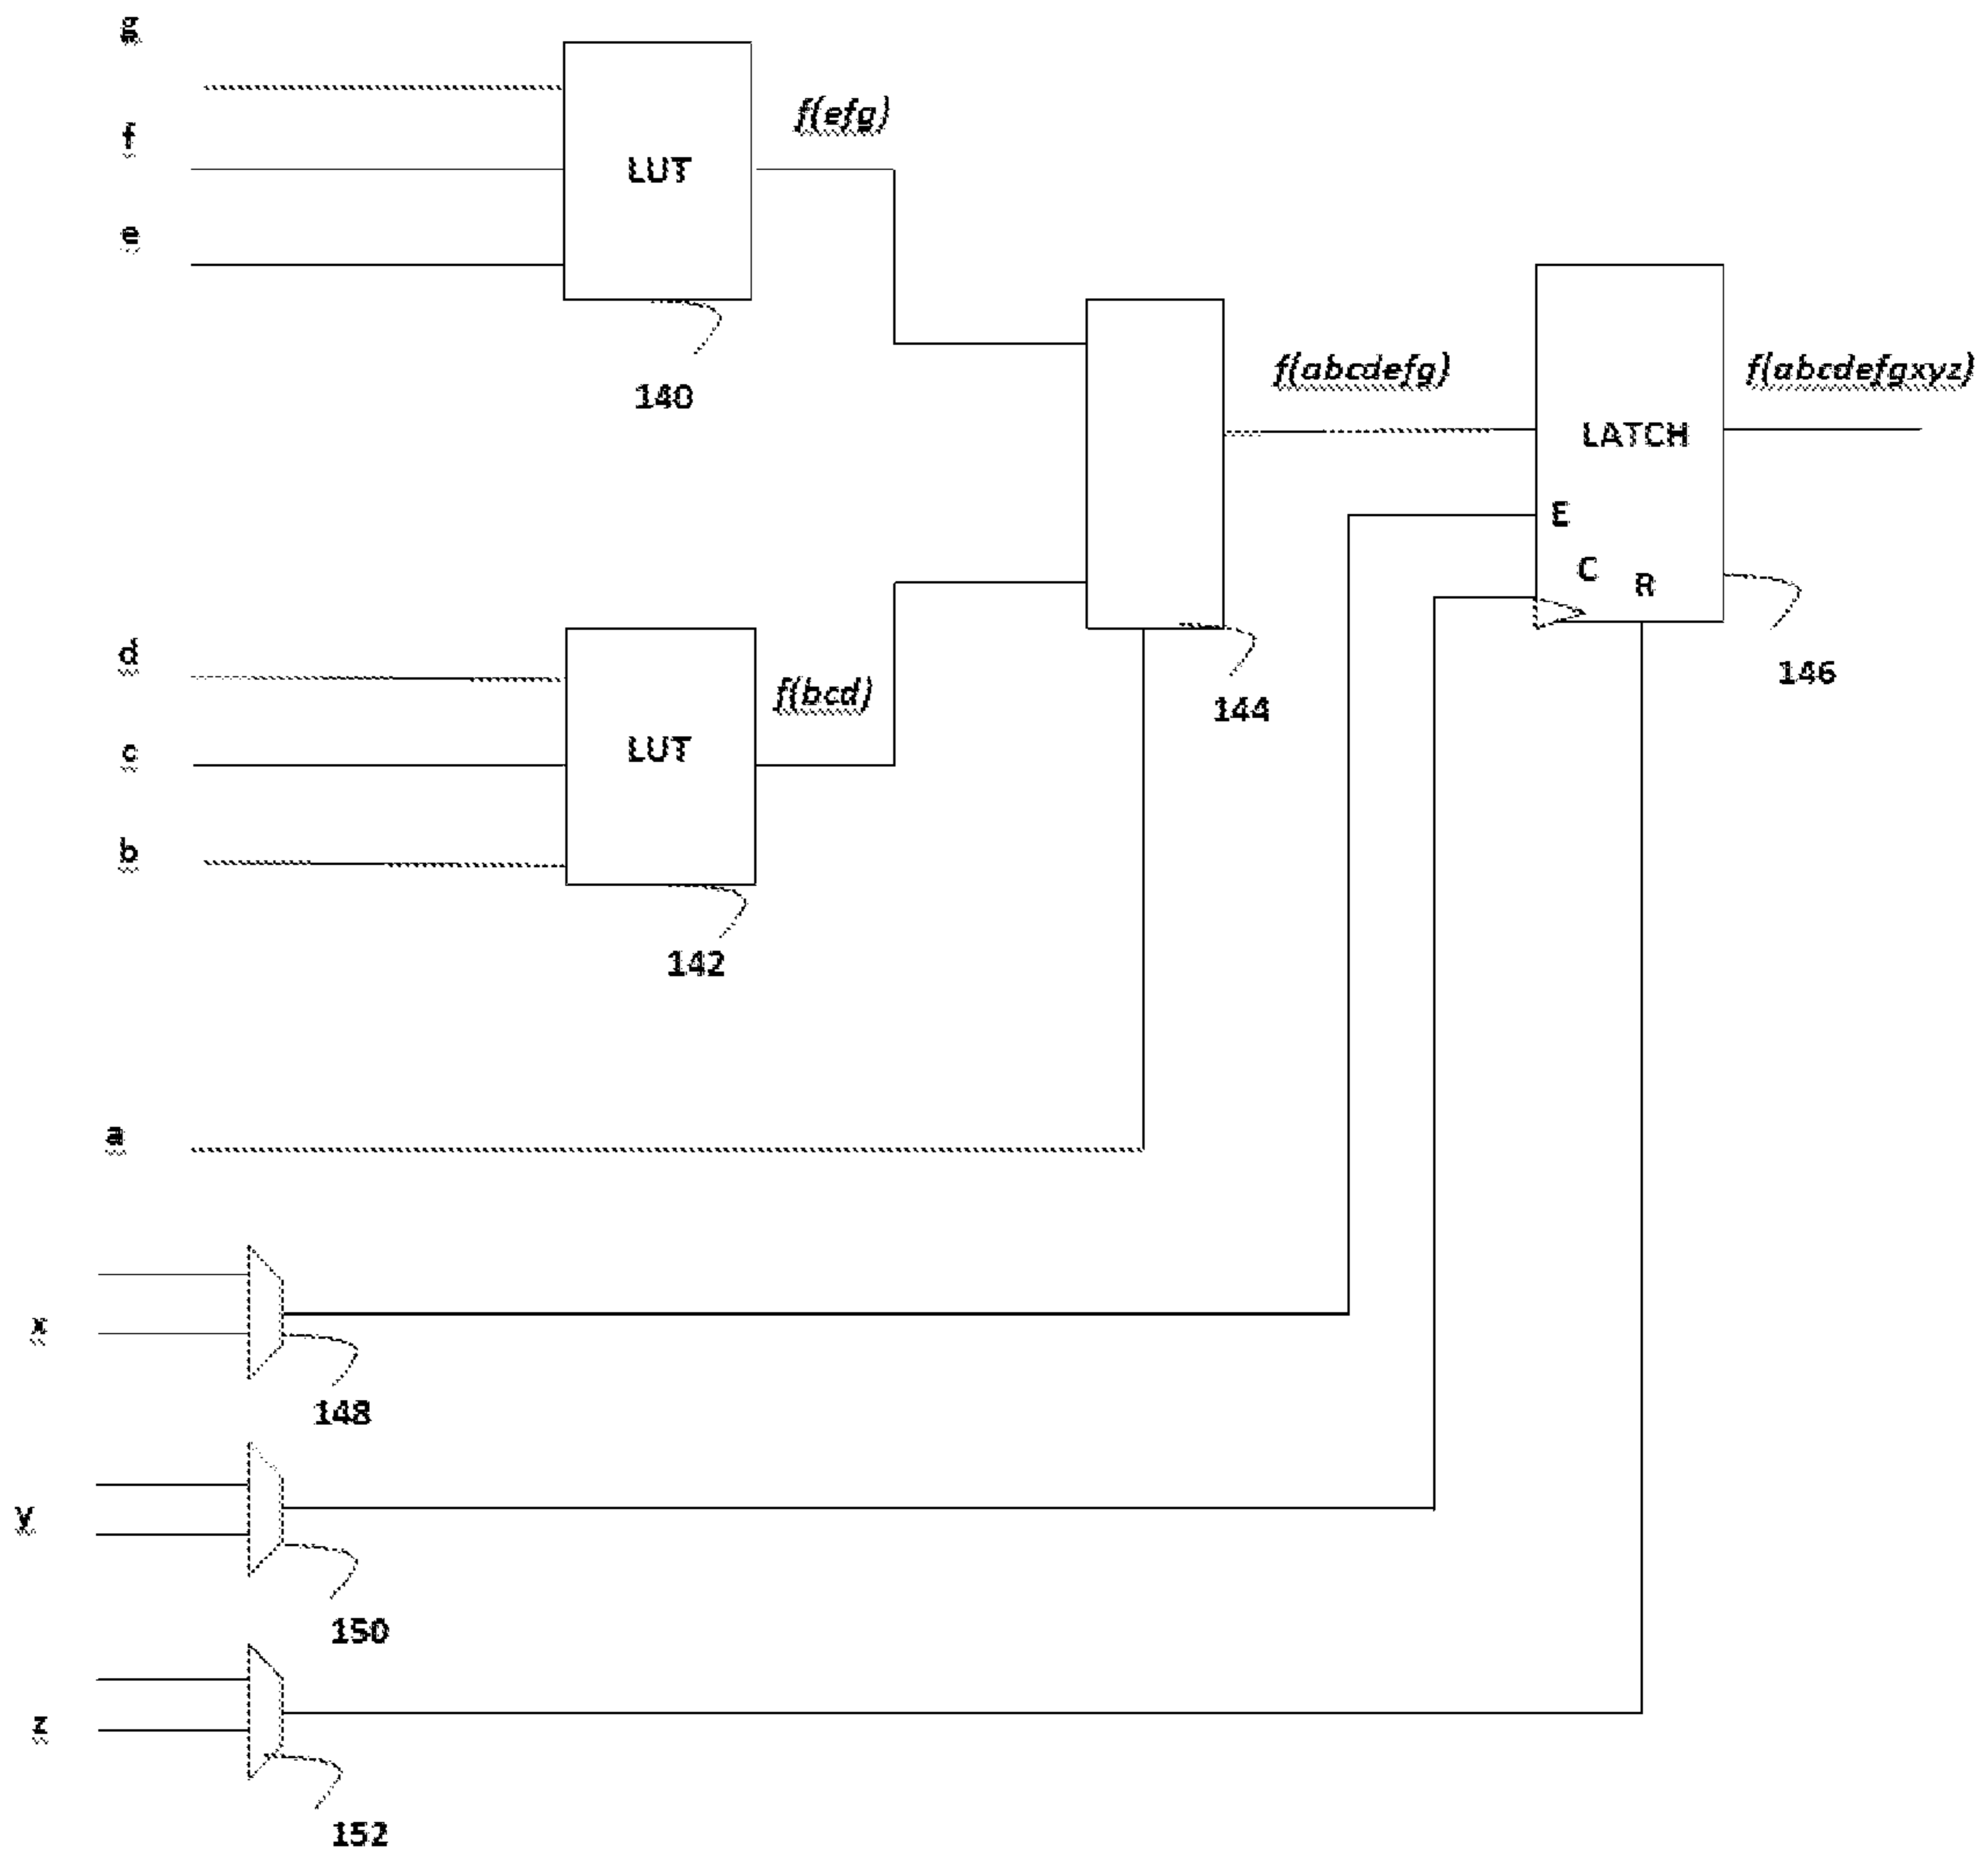 g
f(efg)
f
LUT
e
140
f(abcdefg)
f(abcdefgxyz)
LATCH
E
C
R
d
f(bcd)
146
144
c
LUT
b
142
a
x
148
y
150
z
152